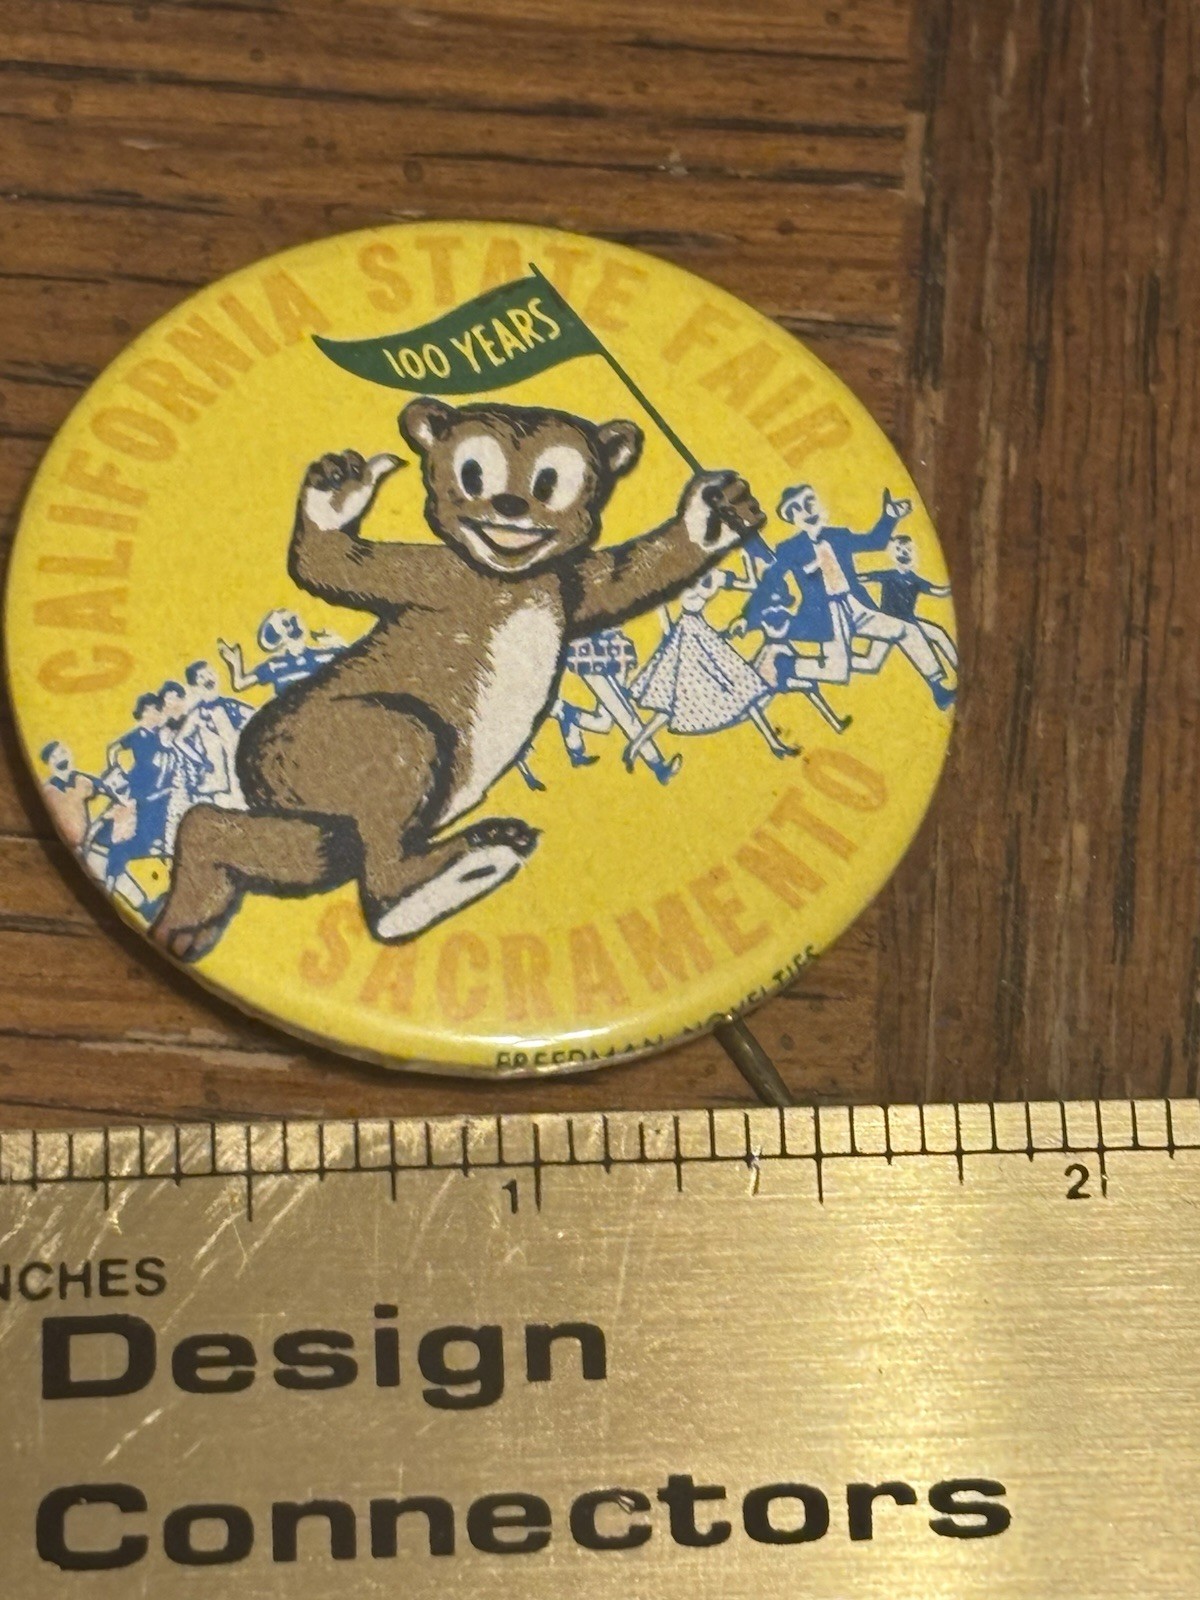 CALIFORNIA STATE FAIR
100 YEARS
SACRAMENTO
FREEDMAN NOVELTIES
1
2
NCHES
Design
Connectors